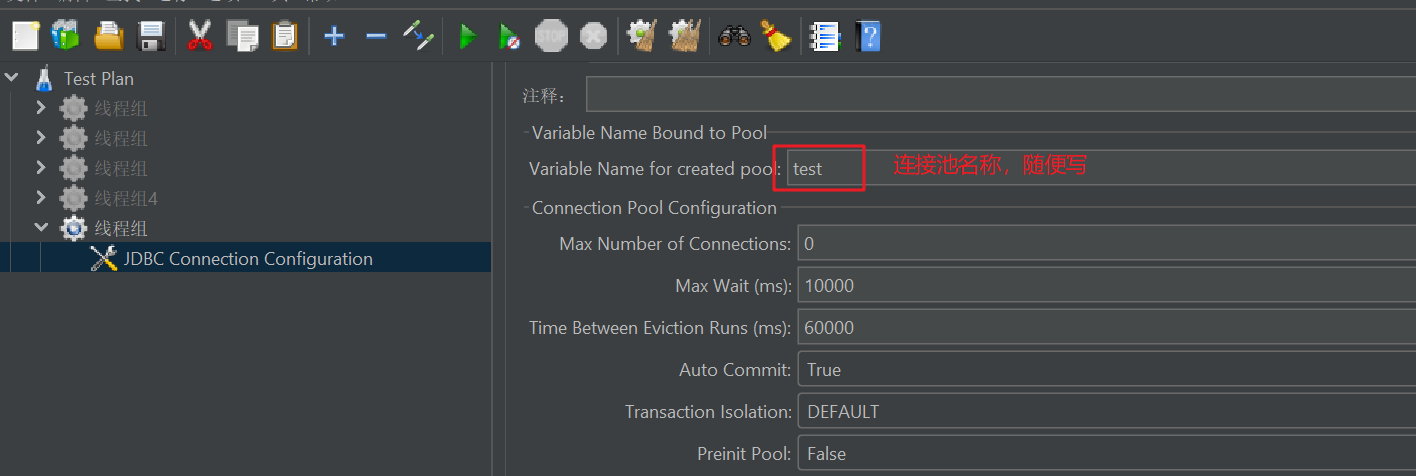 STOP
Test Plan
线程组
线程组
线程组
线程组4
线程组
JDBC Connection Configuration
注释：
Variable Name Bound to Pool
Variable Name for created pool: test
连接池名称，随便写
Connection Pool Configuration
Max Number of Connections: 0
Max Wait (ms): 10000
Time Between Eviction Runs (ms): 60000
Auto Commit: True
Transaction Isolation: DEFAULT
Preinit Pool: False